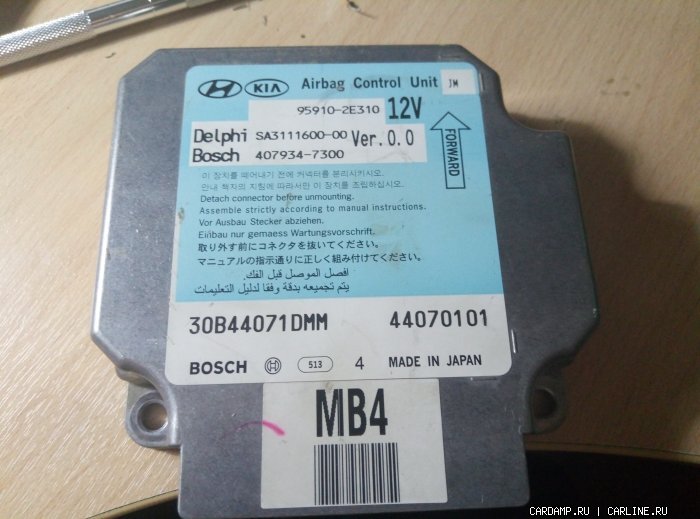 HYUNDAI KIA Airbag Control Unit JM
95910-2E310 12V
Delphi SA3111600-00 Ver.0.0
Bosch 407934-7300
FORWARD
이 장치를 떼어내기 전에 커넥터를 분리시키시오.
안내 책자의 지침에 따라서만 이 장치를 조립하십시오.
Detach connector before unmounting.
Assemble strictly according to manual instructions.
Vor Ausbau Stecker abziehen.
Einbau nur gemaess Wartungsvorschrift.
取り外す前にコネクタを抜いてください。
マニュアルの指示通りに正しく組み付けてください。
افصل الموصل قبل الفك.
يتم تجميعه بدقة وفقا لدليل التعليمات
30B44071DMM 44070101
BOSCH 513 4 MADE IN JAPAN
MB4
CARDAMP.RU | CARLINE.RU